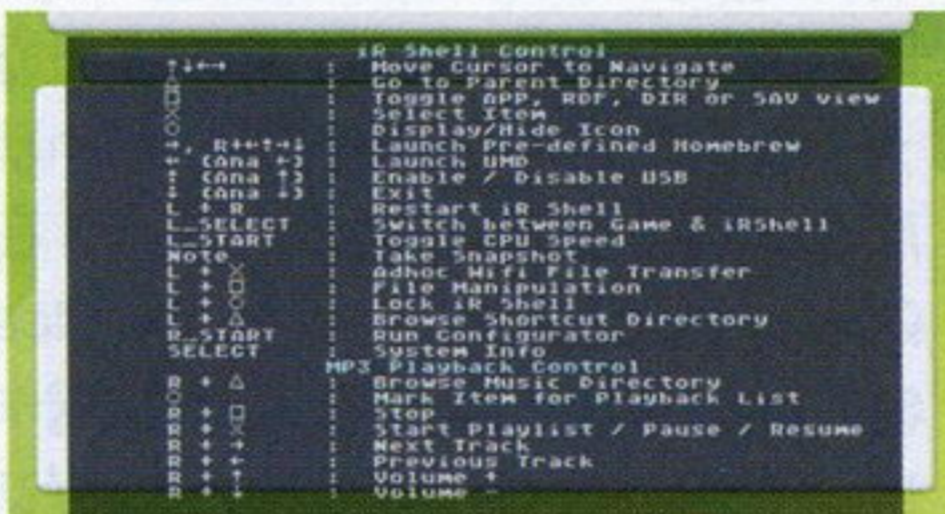 iR Shell Control
↑↓←→ : Move Cursor to Navigate
△ : Go to Parent Directory
□ : Toggle APP, RDF, DIR or SAV view
╳ : Select Item
○ : Display/Hide Icon
→, R+←↑→↓ : Launch Pre-defined Homebrew
← (Ana ←) : Launch UMD
↑ (Ana ↑) : Enable / Disable USB
↓ (Ana ↓) : Exit
L + R : Restart iR Shell
L_SELECT : Switch between Game & iRShell
L_START : Toggle CPU Speed
Note : Take Snapshot
L + ╳ : Adhoc Wifi File Transfer
L + □ : File Manipulation
L + ○ : Lock iR Shell
L + △ : Browse Shortcut Directory
R_START : Run Configurator
SELECT : System Info
MP3 Playback Control
R + △ : Browse Music Directory
○ : Mark Item for Playback List
R + □ : Stop
R + ╳ : Start Playlist / Pause / Resume
R + → : Next Track
R + ← : Previous Track
R + ↑ : Volume +
R + ↓ : Volume -